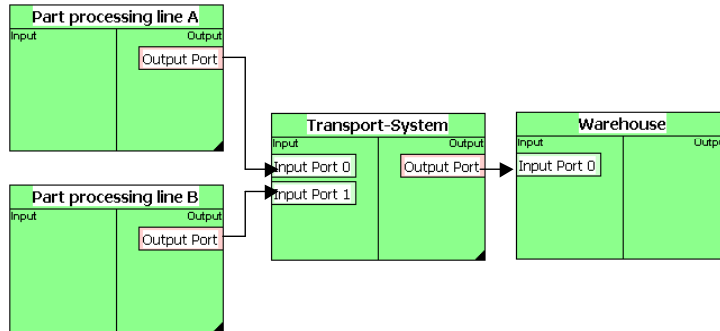 Part processing line A
Input
Output
Output Port
Part processing line B
Input
Output
Output Port
Transport-System
Input
Output
Input Port 0
Output Port
Input Port 1
Warehouse
Input
Outpu
Input Port 0